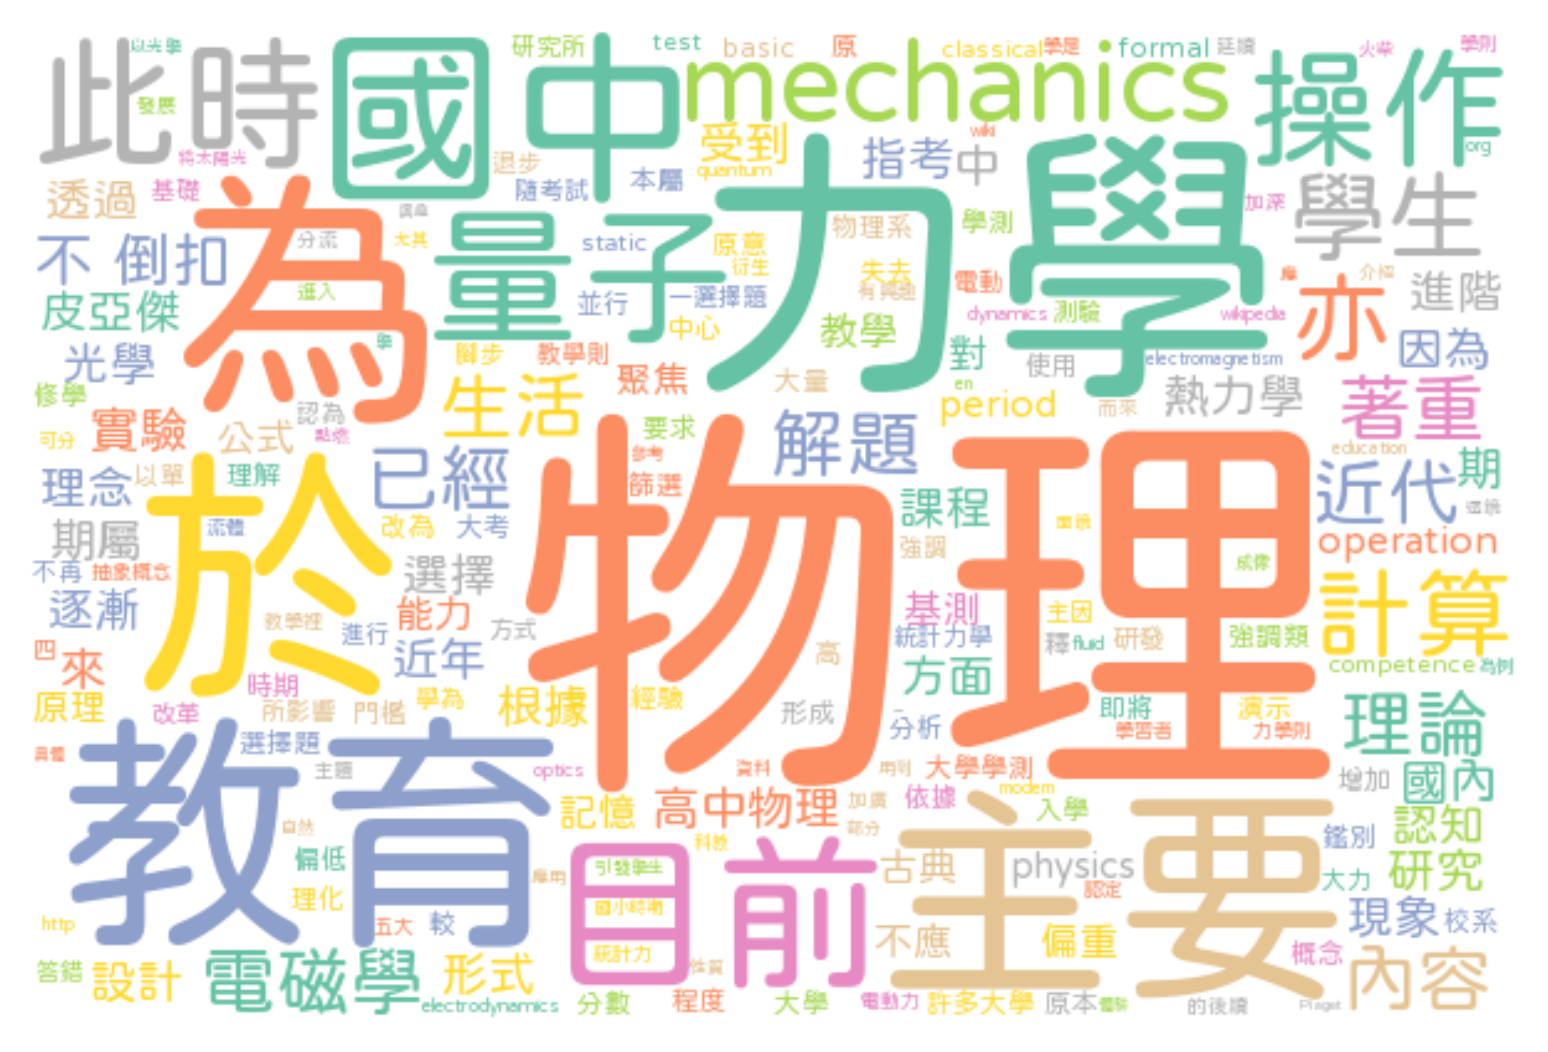 此時
以光學
發展
將太陽光
國中
研究所
test
basic
原
mechanics
classical
學是
formal
延續
火柴
學則
操作
org
wiki
受到
quantum
指考
中
退步
隨考試
本屬
透過
基礎
為
力學
學生
加深
不
倒扣
分流
尤其
量子
static
原意
衍生
物理系
學測
失去
電動
摩
介紹
亦
進階
皮亞傑
進入
並行
一選擇題
中心
教學
dynamics
測驗
wikipedia
因為
光學
學
腳步
教學則
聚焦
大量
對
使用
electromagnetism
en
period
而來
熱力學
著重
修學
實驗
認為
點燃
公式
生活
要求
解題
可分
理念
以單
理解
已經
參考
篩選
課程
education
近代
期
期屬
流體
於
改為
大考
強調
物理
operation
不再
抽象概念
選擇
成像
逐漸
教學裡
進行
能力
方式
近年
基測
統計力學
主因
釋
fluid
研發
強調類
計算
competence
為例
四
來
時期
高
方面
原理
改革
所影響
門檻
學為
根據
經驗
形成
分析
即將
學習者
演示
力學則
理論
具體
教育
選擇題
主題
optics
資料
用到
大學學測
增加
國內
modern
記憶
高中物理
加廣
依據
入學
自然
部分
科教
認知
偏低
引發學生
目前
主要
古典
physics
認定
鑑別
大力
研究
理化
應用
國小時期
http
五大
較
統計力
不應
偏重
現象
校系
概念
答錯
設計
電磁學
形式
性質
內容
electrodynamics
分數
程度
大學
電動力
許多大學
原本
體驗
的後續
Piaget